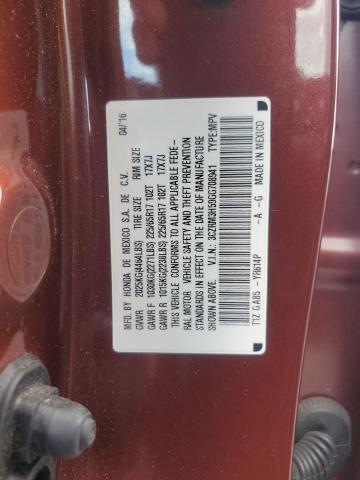 MFD. BY HONDA DE MEXICO S.A. DE C.V. 04/'16
GVWR 2025KG(4464LBS) TIRE SIZE RIM SIZE
GAWR F 1030KG(2271LBS) 225/65R17 102T 17X7J
GAWR R 1015KG(2238LBS) 225/65R17 102T 17X7J
THIS VEHICLE CONFORMS TO ALL APPLICABLE FEDE-
RAL MOTOR VEHICLE SAFETY AND THEFT PREVENTION
STANDARDS IN EFFECT ON THE DATE OF MANUFACTURE
SHOWN ABOVE. V.I.N.: 3CZRM3H59GG708941 TYPE:MPV
T1Z G AB5 - YR614P -A -G MADE IN MEXICO